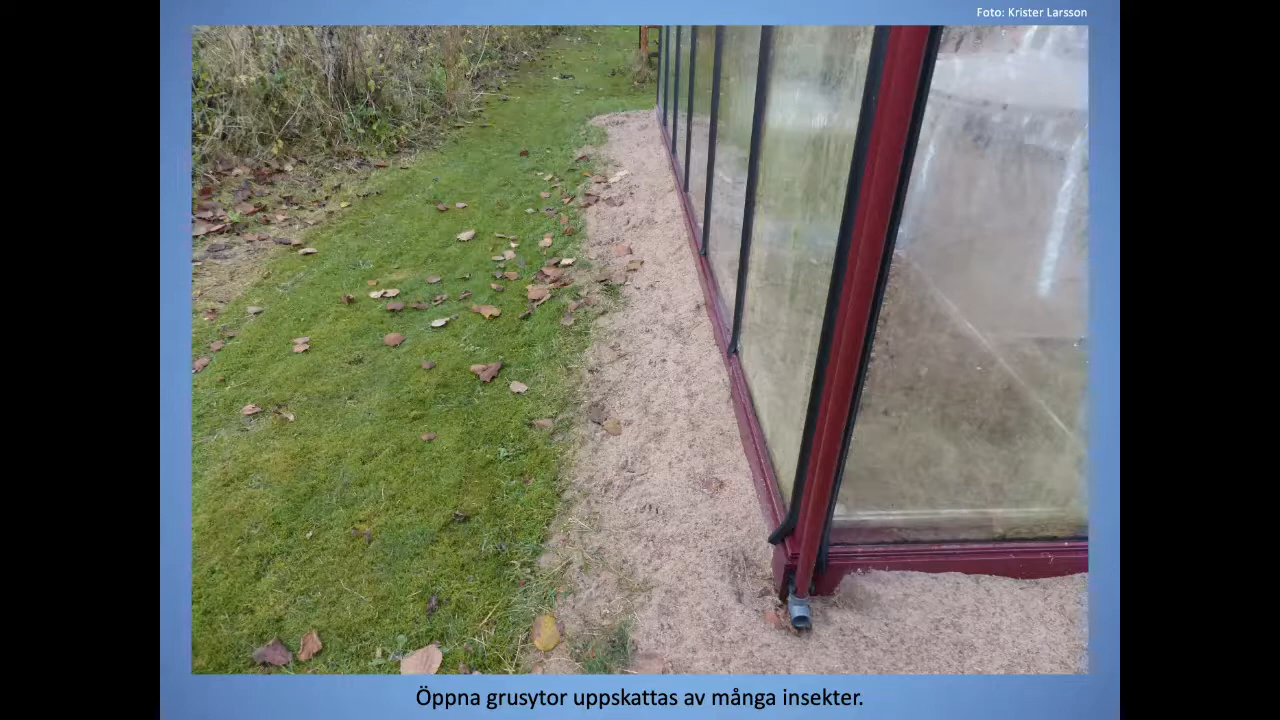 Foto: Krister Larsson
Öppna grusytor uppskattas av många insekter.